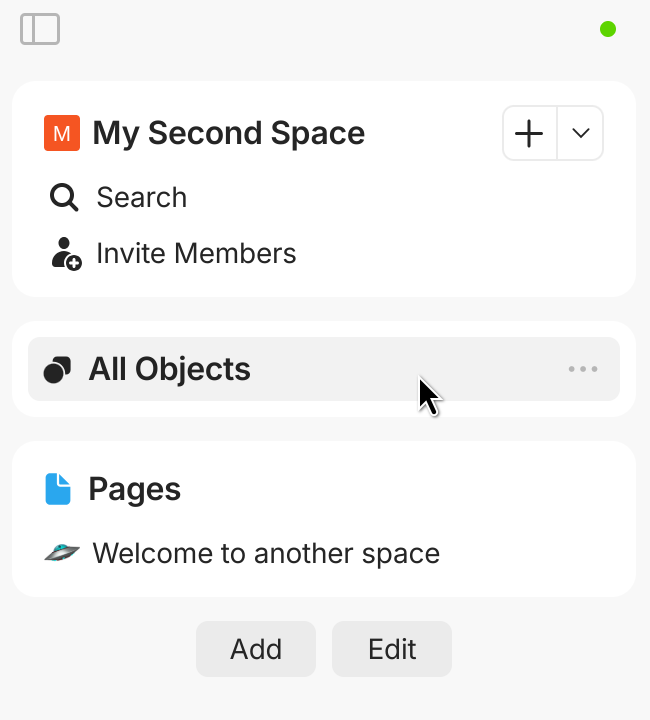 M My Second Space
Search
Invite Members
All Objects
Pages
Welcome to another space
Add Edit